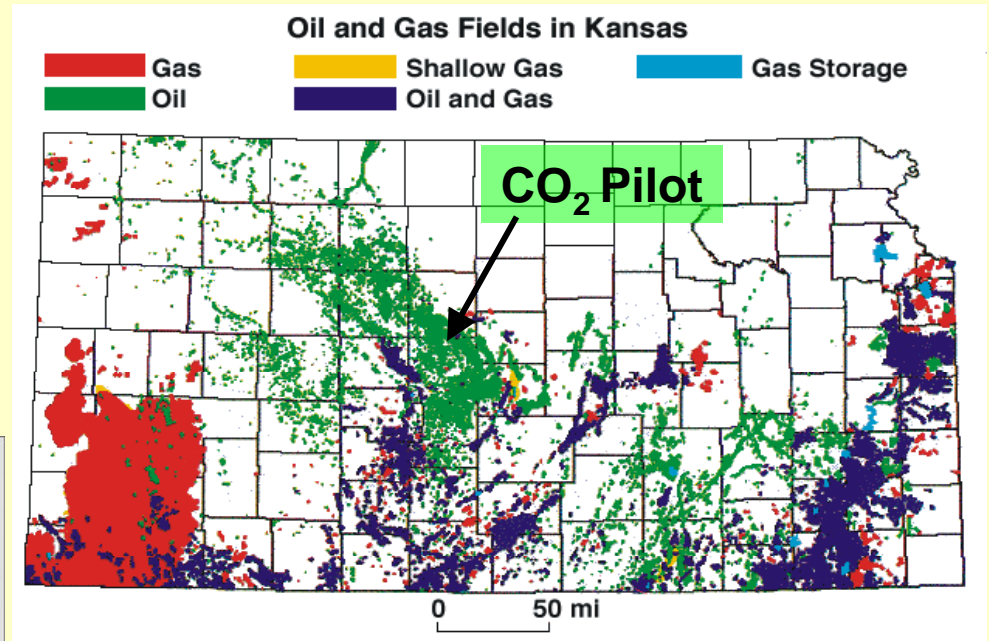 Oil and Gas Fields in Kansas
Gas Shallow Gas Gas Storage
Oil Oil and Gas
CO₂ Pilot
0 50 mi